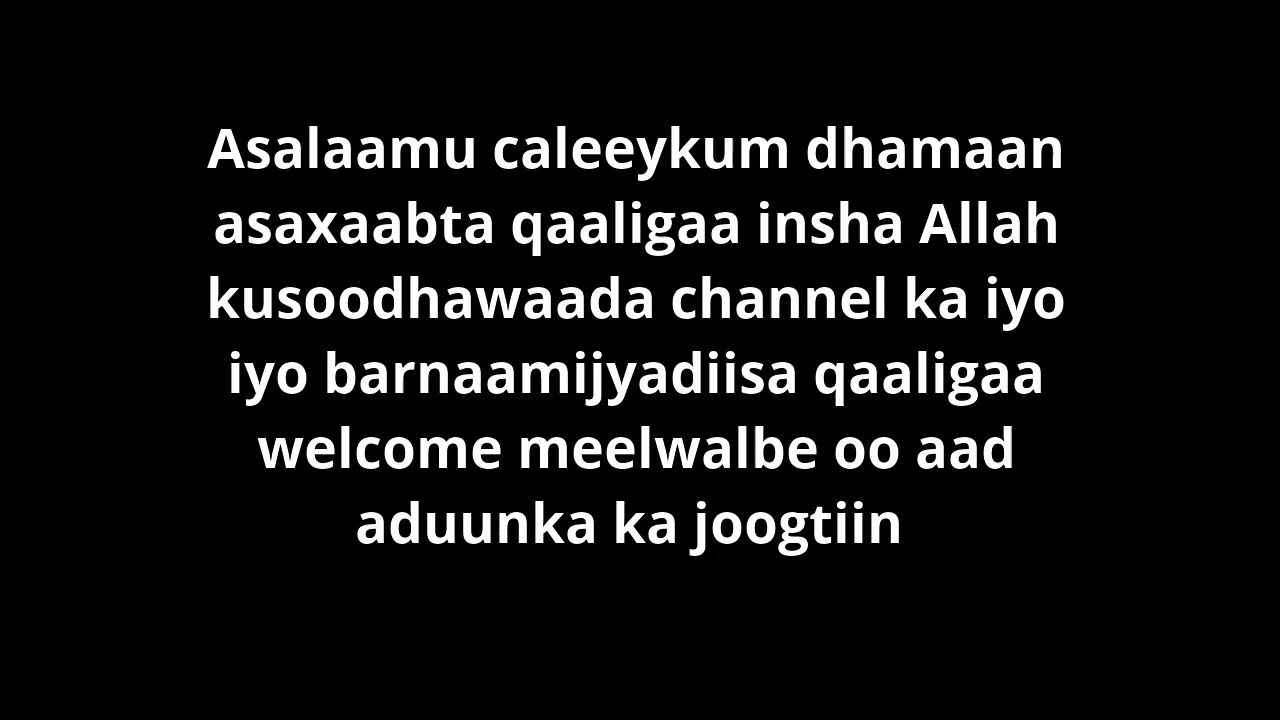 Asalaamu caleeykum dhamaan
asaxaabta qaaligaa insha Allah
kusoodhawaada channel ka iyo
iyo barnaamijyadiisa qaaligaa
welcome meelwalbe oo aad
aduunka ka joogtiin